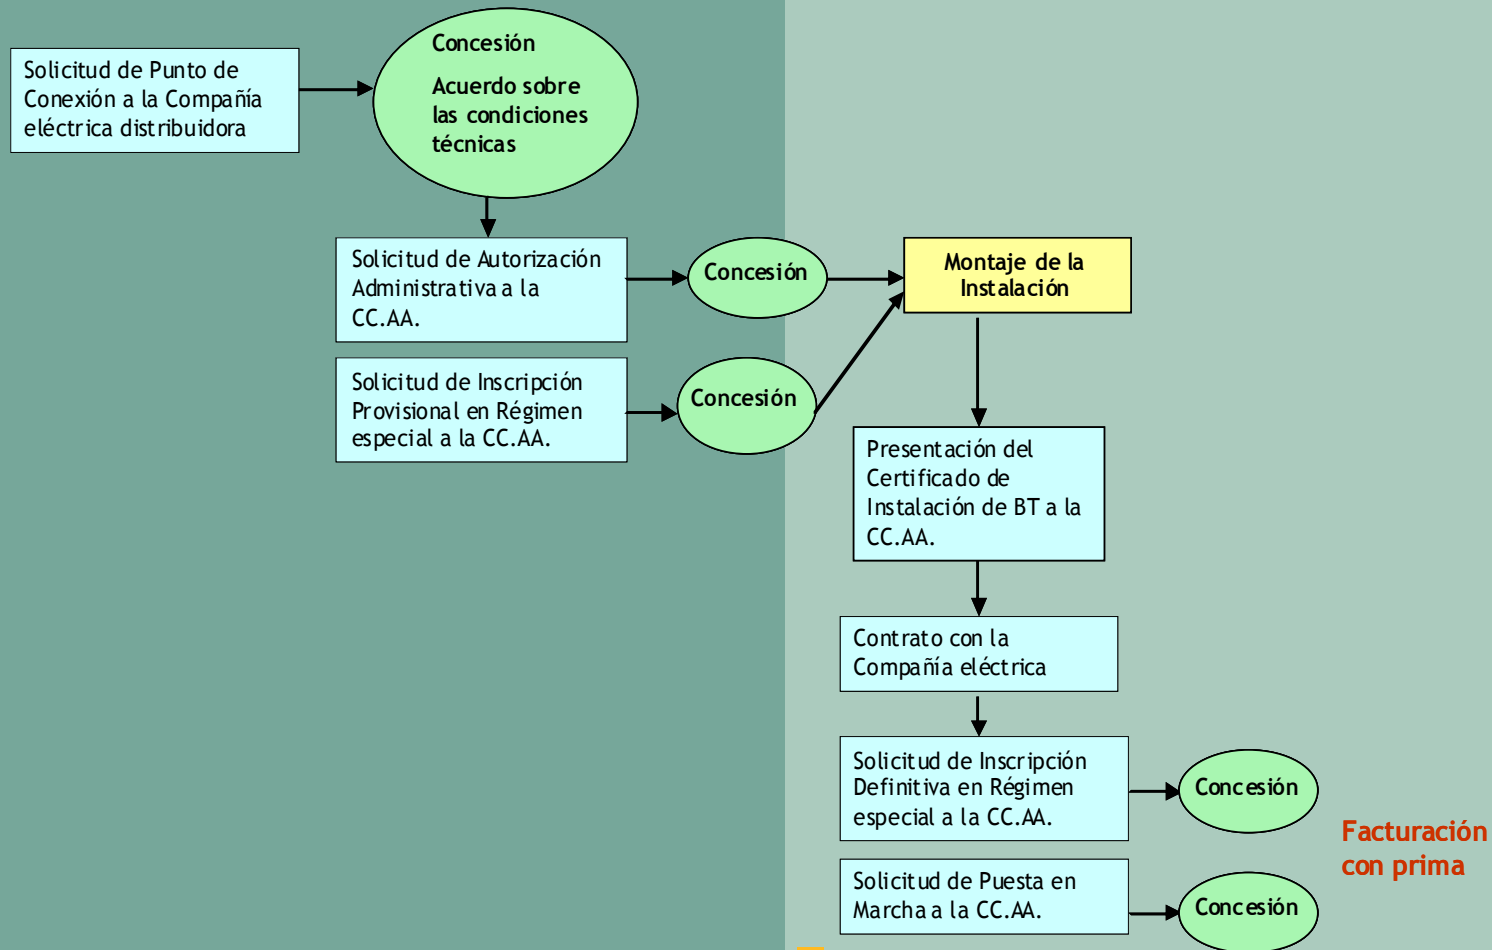 Solicitud de Punto de
Conexión a la Compañía
eléctrica distribuidora
Concesión
Acuerdo sobre
las condiciones
técnicas
Solicitud de Autorización
Administrativa a la
CC.AA.
Concesión
Montaje de la
Instalación
Solicitud de Inscripción
Provisional en Régimen
especial a la CC.AA.
Concesión
Presentación del
Certificado de
Instalación de BT a la
CC.AA.
Contrato con la
Compañía eléctrica
Solicitud de Inscripción
Definitiva en Régimen
especial a la CC.AA.
Concesión
Facturación
con prima
Solicitud de Puesta en
Marcha a la CC.AA.
Concesión